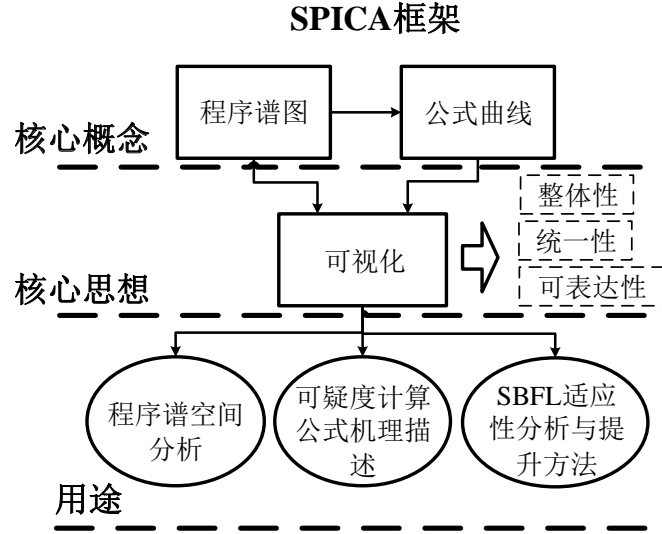 SPICA框架
程序谱图
公式曲线
核心概念
整体性
可视化
统一性
核心思想
可表达性
程序谱空间
分析
可疑度计算
公式机理描
述
SBFL适应
性分析与提
升方法
用途